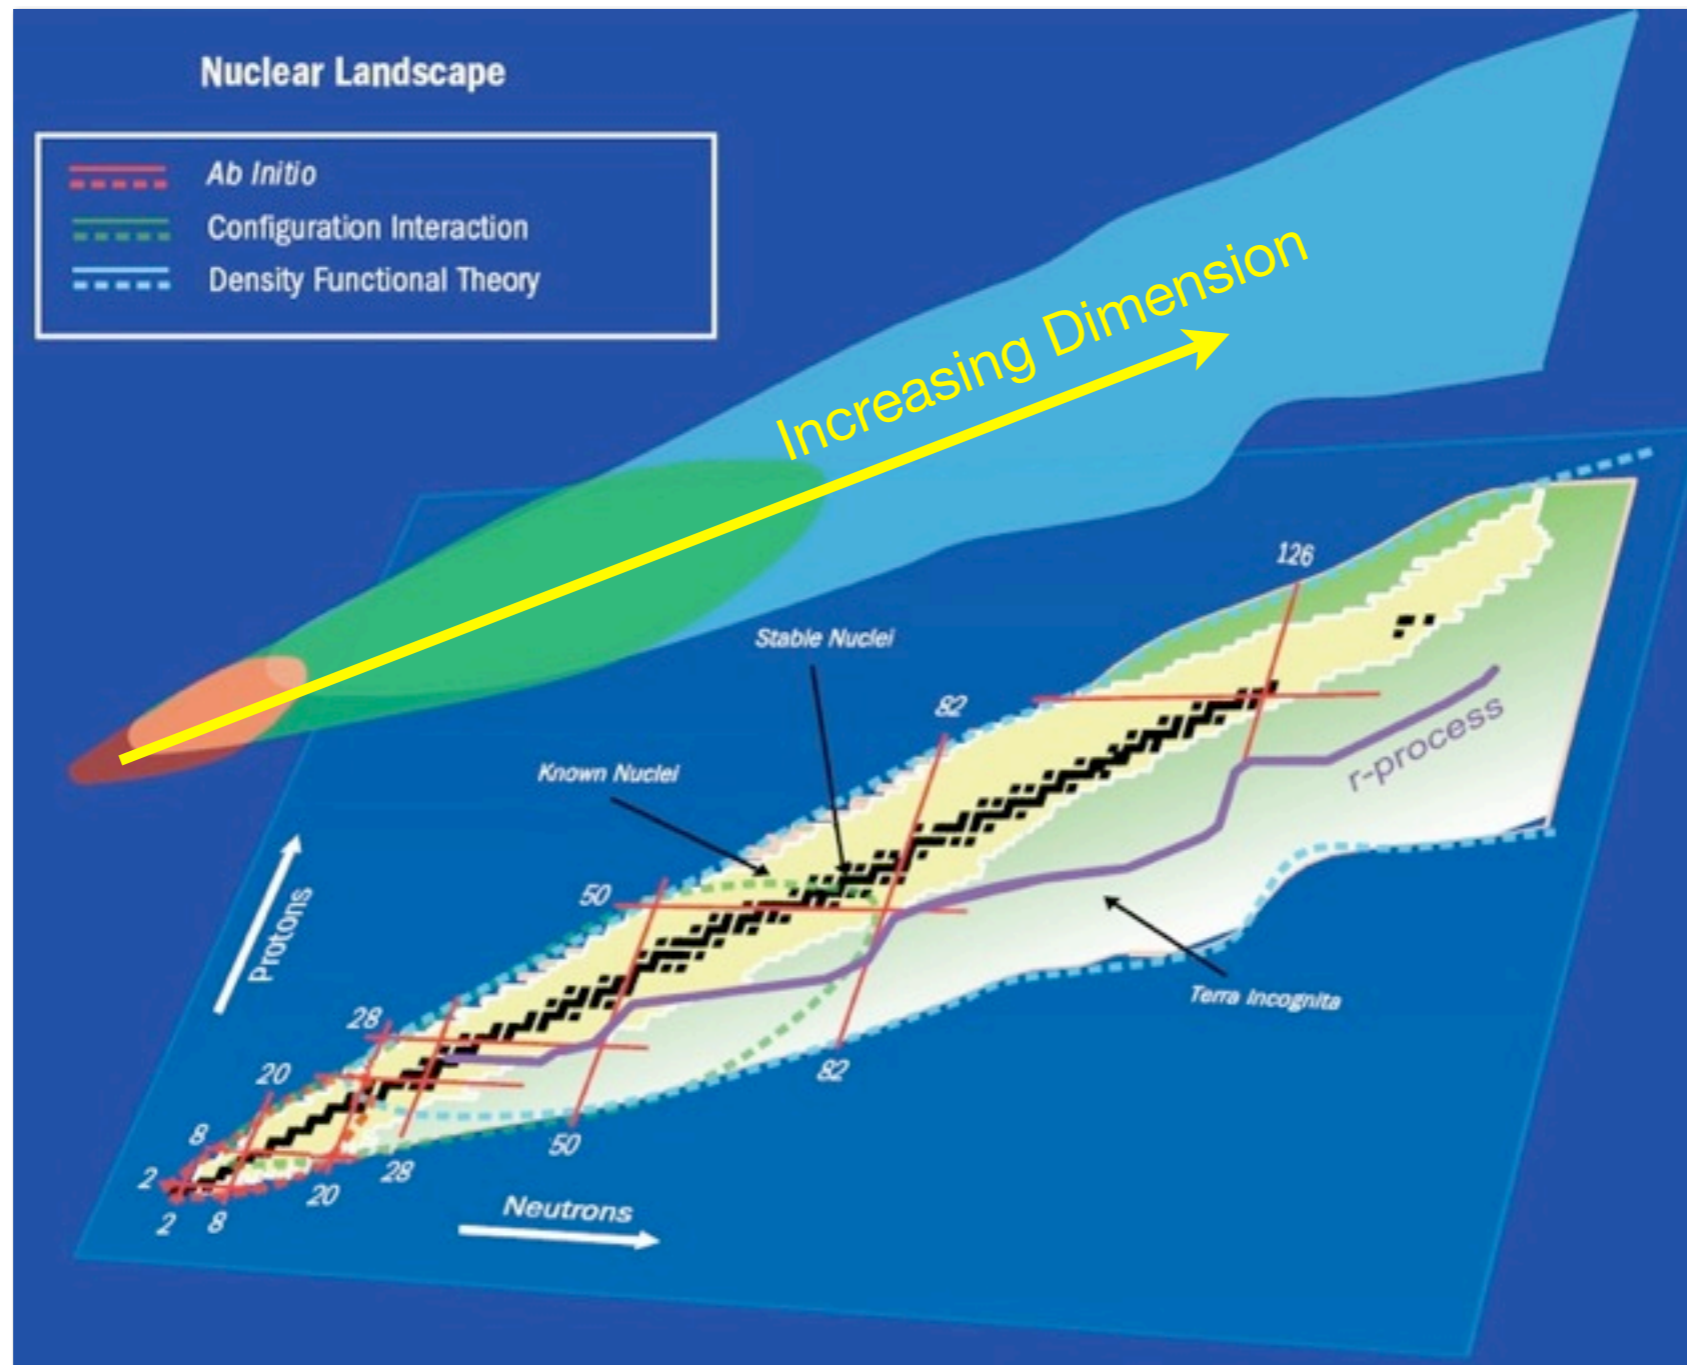 Nuclear Landscape
Ab Initio
Configuration Interaction
Density Functional Theory
Increasing Dimension
126
Stable Nuclei
82
Known Nuclei
r-process
50
Protons
Terra Incognita
28
20
82
8
50
28
2
20
Neutrons
2
8